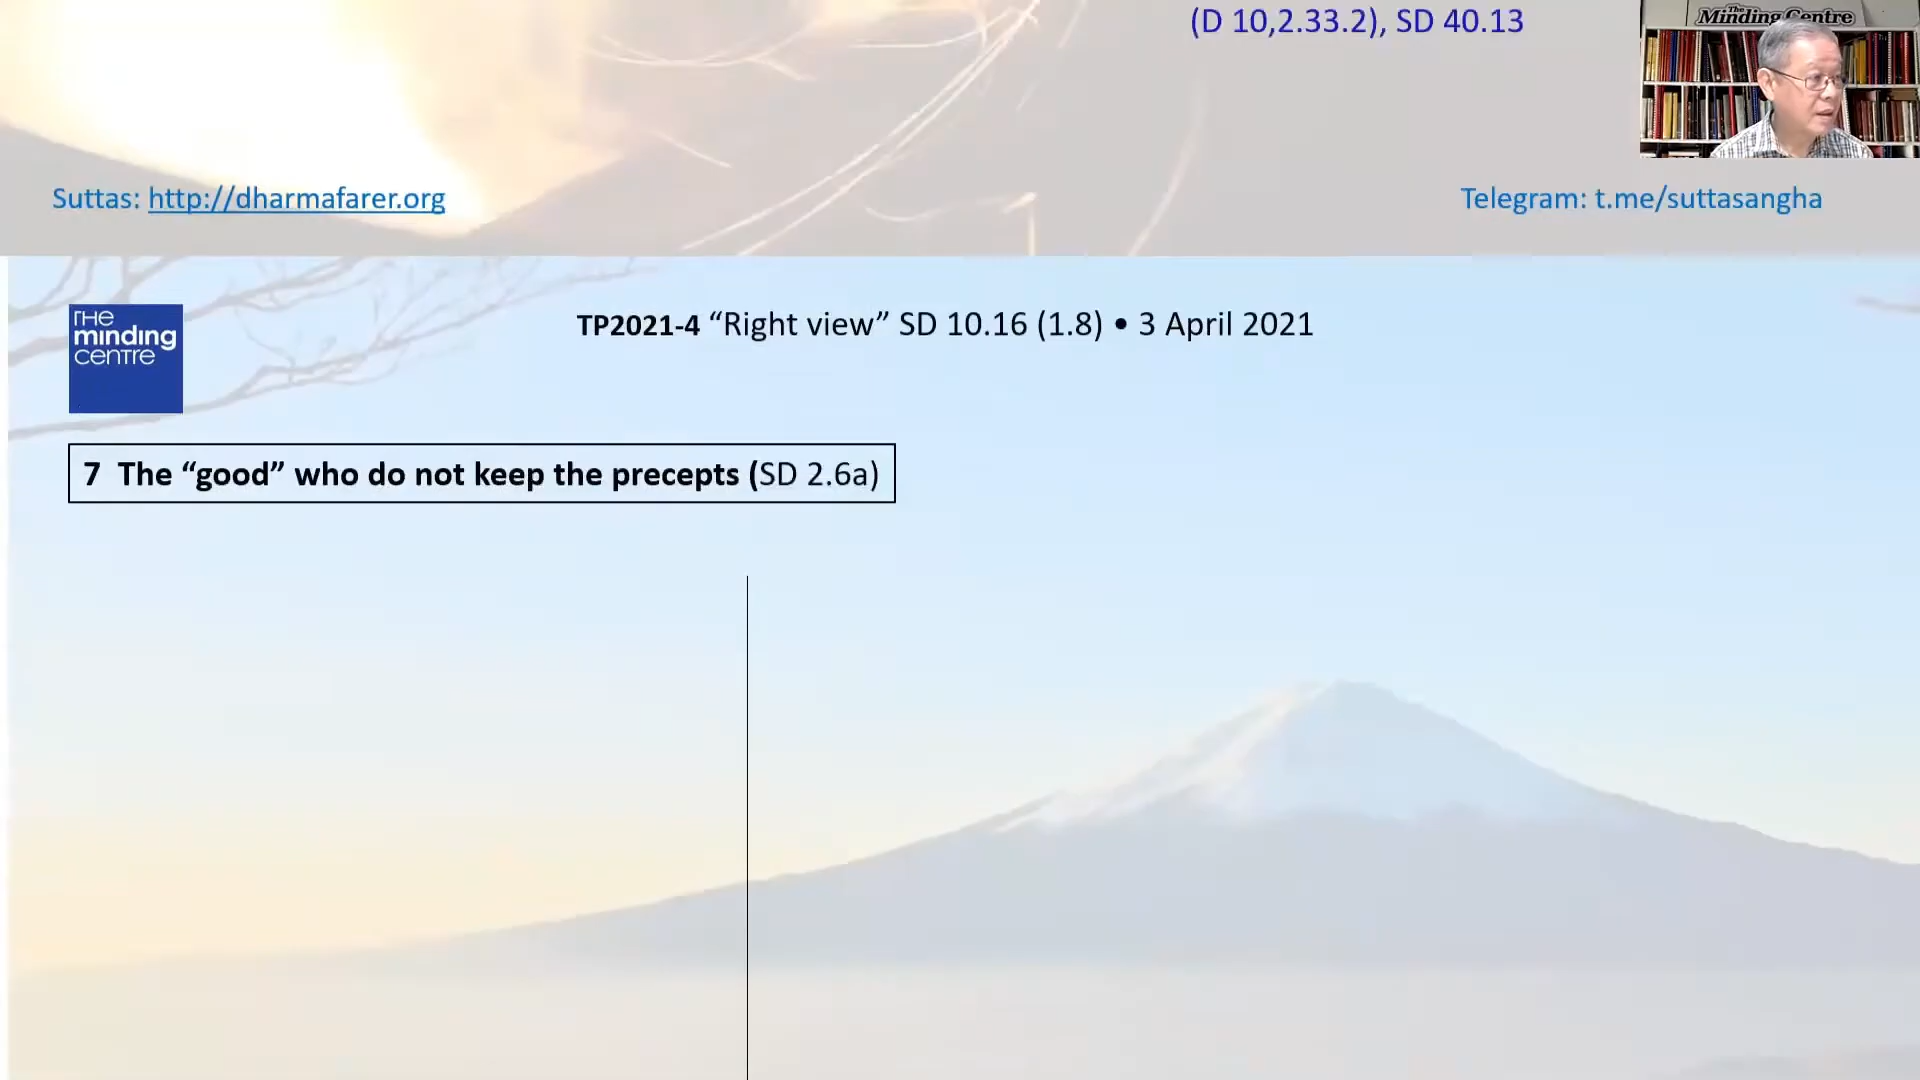 (D 10,2.33.2), SD 40.13
The
Minding Centre
Suttas: http://dharmafarer.org
Telegram: t.me/suttasangha
THE
minding
centre
TP2021-4 “Right view” SD 10.16 (1.8) • 3 April 2021
7 The “good” who do not keep the precepts (SD 2.6a)